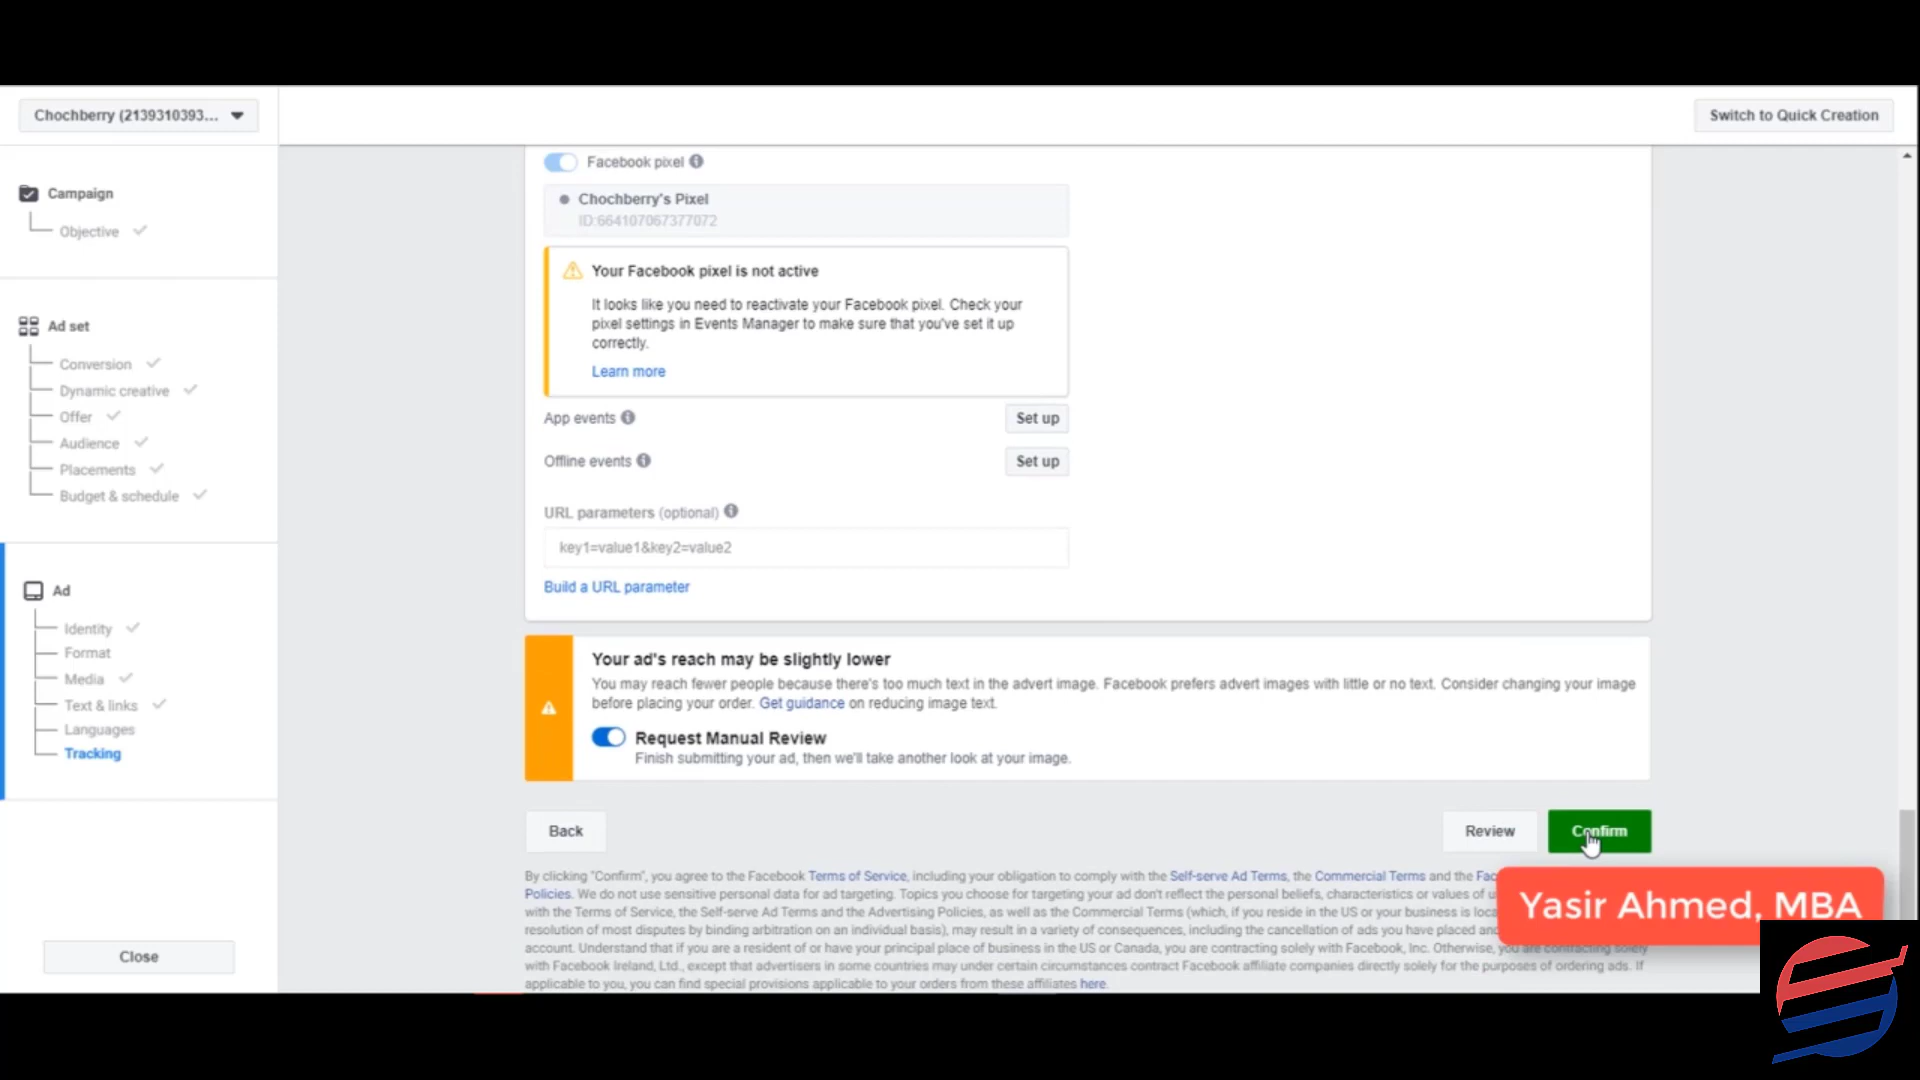 Chochberry (2139310393...
Switch to Quick Creation
Campaign
Objective
Ad set
Conversion
Dynamic creative
Offer
Audience
Placements
Budget & schedule
Ad
Identity
Format
Media
Text & links
Languages
Tracking
Close
Facebook pixel
Chochberry's Pixel
ID:664107067377072
Your Facebook pixel is not active
It looks like you need to reactivate your Facebook pixel. Check your
pixel settings in Events Manager to make sure that you've set it up
correctly.
Learn more
App events
Set up
Offline events
Set up
URL parameters (optional)
key1=value1&key2=value2
Build a URL parameter
Your ad's reach may be slightly lower
You may reach fewer people because there's too much text in the advert image. Facebook prefers advert images with little or no text. Consider changing your image
before placing your order. Get guidance on reducing image text.
Request Manual Review
Finish submitting your ad, then we'll take another look at your image.
Back
Review
Confirm
By clicking "Confirm", you agree to the Facebook Terms of Service, including your obligation to comply with the Self-serve Ad Terms, the Commercial Terms and the
Policies. We do not use sensitive personal data for ad targeting. Topics you choose for targeting your ad don't reflect the personal beliefs, characteristics or values of
with the Terms of Service, the Self-serve Ad Terms and the Advertising Policies, as well as the Commercial Terms (which, if you reside in the US or your business is
resolution of most disputes by binding arbitration on an individual basis), may result in a variety of consequences, including the cancellation of ads you have placed
account. Understand that if you are a resident of or have your principal place of business in the US or Canada, you are contracting solely with Facebook, Inc. Otherwise, you are contracting solely
with Facebook Ireland, Ltd., except that advertisers in some countries may under certain circumstances contract Facebook affiliate companies directly solely for the purposes of ordering ads. If
applicable to you, you can find special provisions applicable to your orders from these affiliates here.
Yasir Ahmed, MBA